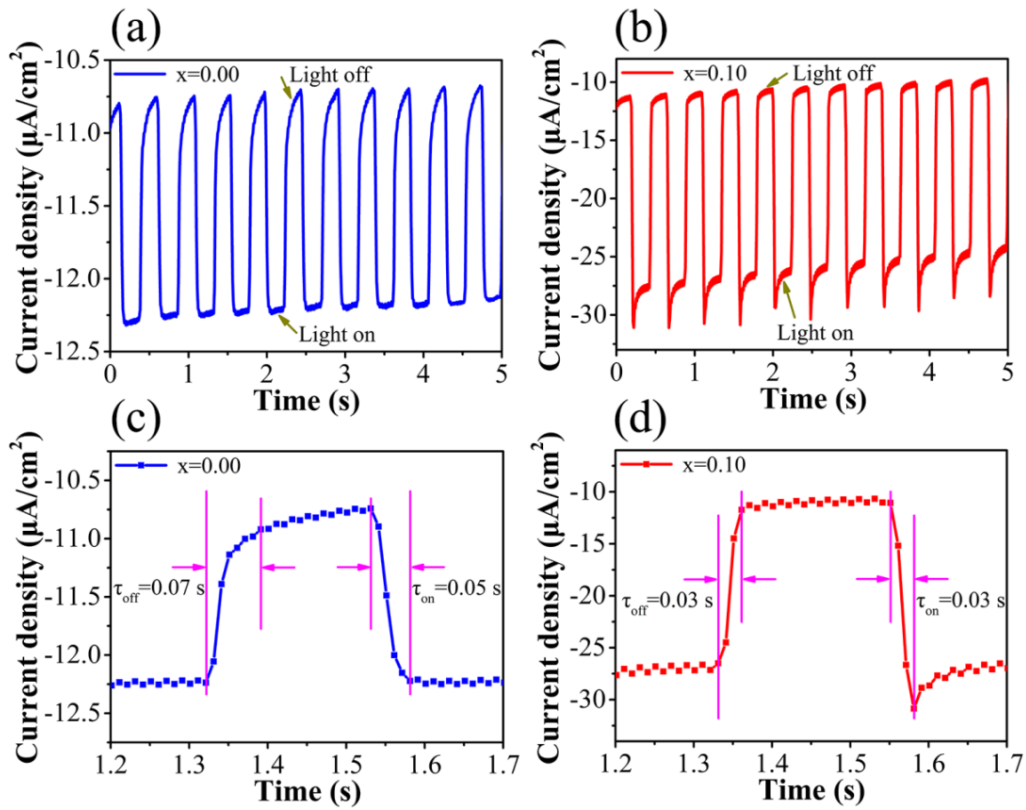 (a)
x=0.00
Light off
Light on
-10.5
-11.0
-11.5
-12.0
-12.5
0 1 2 3 4 5
Current density (μA/cm²)
Time (s)
(b)
x=0.10
Light off
Light on
-10
-15
-20
-25
-30
0 1 2 3 4 5
Current density (μA/cm²)
Time (s)
(c)
x=0.00
τoff=0.07 s
τon=0.05 s
-10.5
-11.0
-11.5
-12.0
-12.5
1.2 1.3 1.4 1.5 1.6 1.7
Current density (μA/cm²)
Time (s)
(d)
x=0.10
τoff=0.03 s
τon=0.03 s
-10
-15
-20
-25
-30
1.2 1.3 1.4 1.5 1.6 1.7
Current density (μA/cm²)
Time (s)